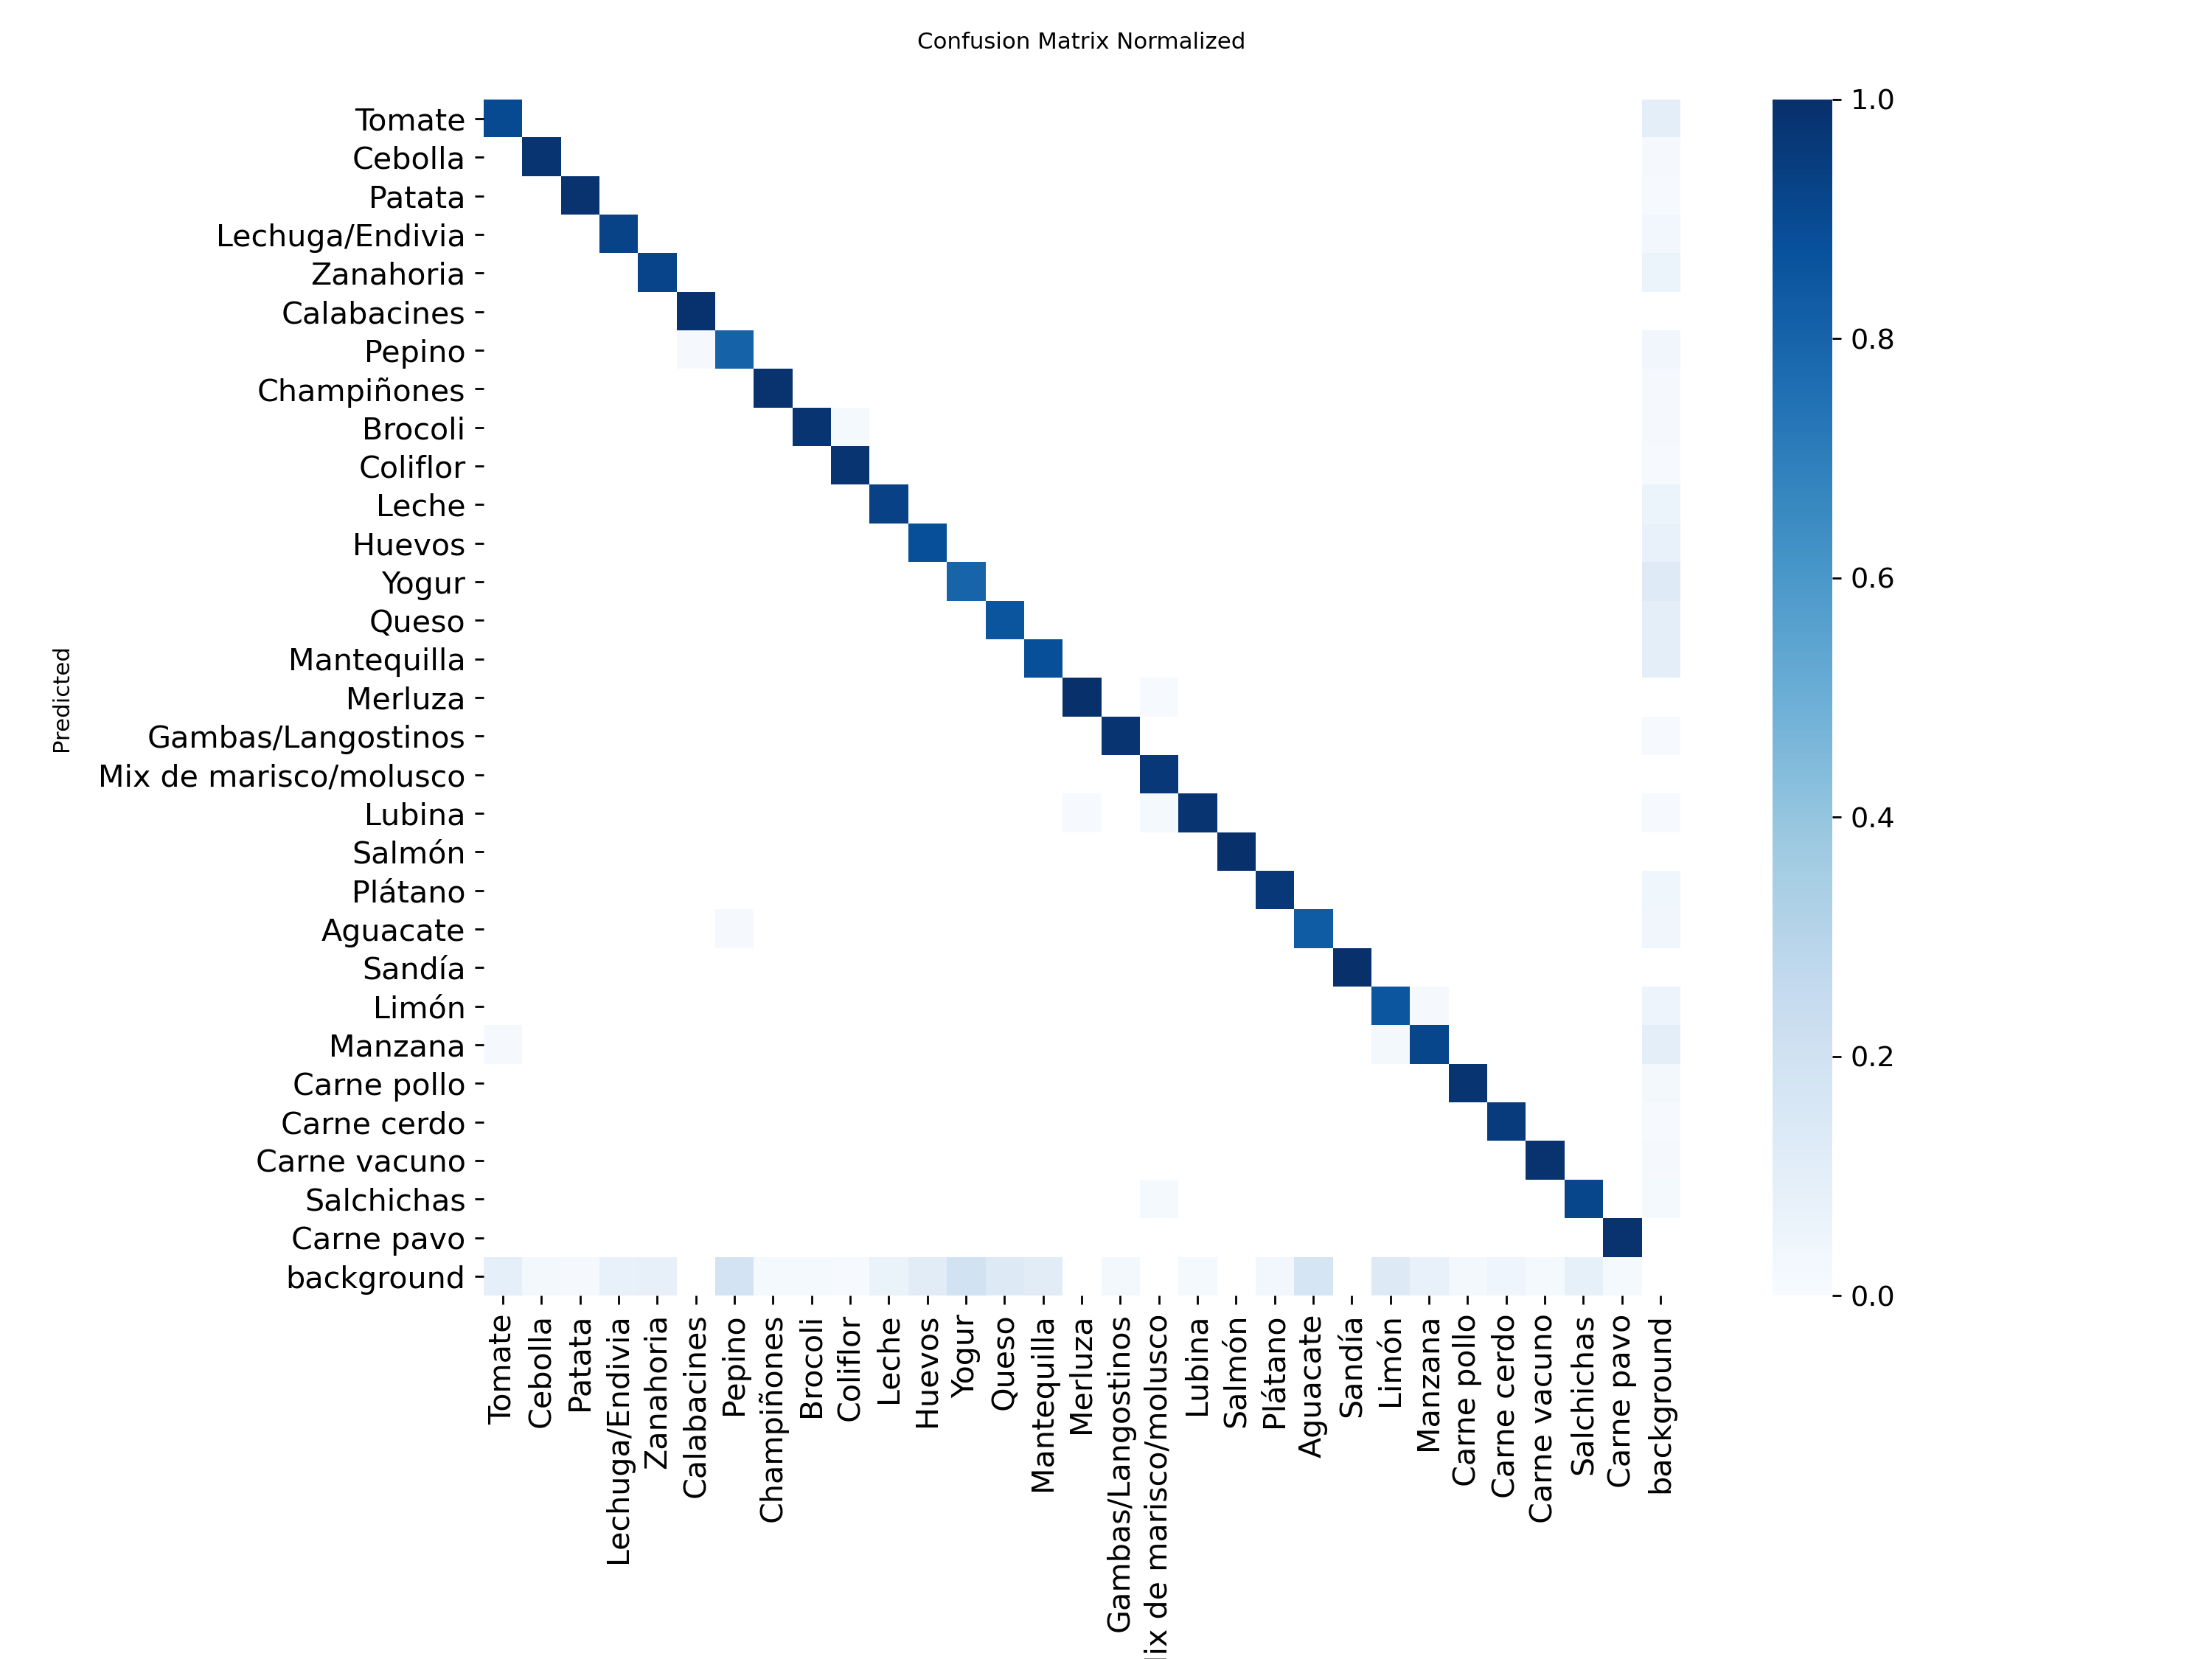 Confusion Matrix Normalized
Tomate
Cebolla
Patata
Lechuga/Endivia
Zanahoria
Calabacines
Pepino
Champiñones
Brocoli
Coliflor
Leche
Huevos
Yogur
Queso
Mantequilla
Merluza
Gambas/Langostinos
Mix de marisco/molusco
Lubina
Salmón
Plátano
Aguacate
Sandía
Limón
Manzana
Carne pollo
Carne cerdo
Carne vacuno
Salchichas
Carne pavo
background
Predicted
Tomate
Cebolla
Patata
Lechuga/Endivia
Zanahoria
Calabacines
Pepino
Champiñones
Brocoli
Coliflor
Leche
Huevos
Yogur
Queso
Mantequilla
Merluza
Gambas/Langostinos
ix de marisco/molusco
Lubina
Salmón
Plátano
Aguacate
Sandía
Limón
Manzana
Carne pollo
Carne cerdo
Carne vacuno
Salchichas
Carne pavo
background
1.0
0.8
0.6
0.4
0.2
0.0